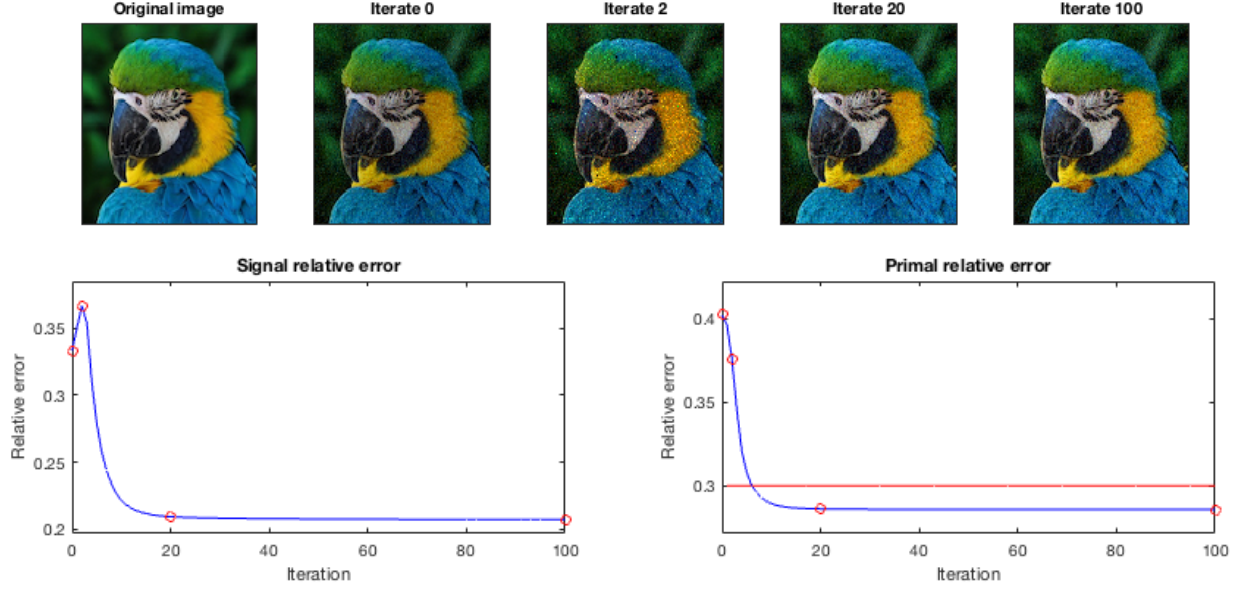 Original image
Iterate 0
Iterate 2
Iterate 20
Iterate 100
Signal relative error
0.35
0.3
0.25
0.2
Relative error
0
20
40
60
80
100
Iteration
Primal relative error
0.4
0.35
0.3
Relative error
0
20
40
60
80
100
Iteration